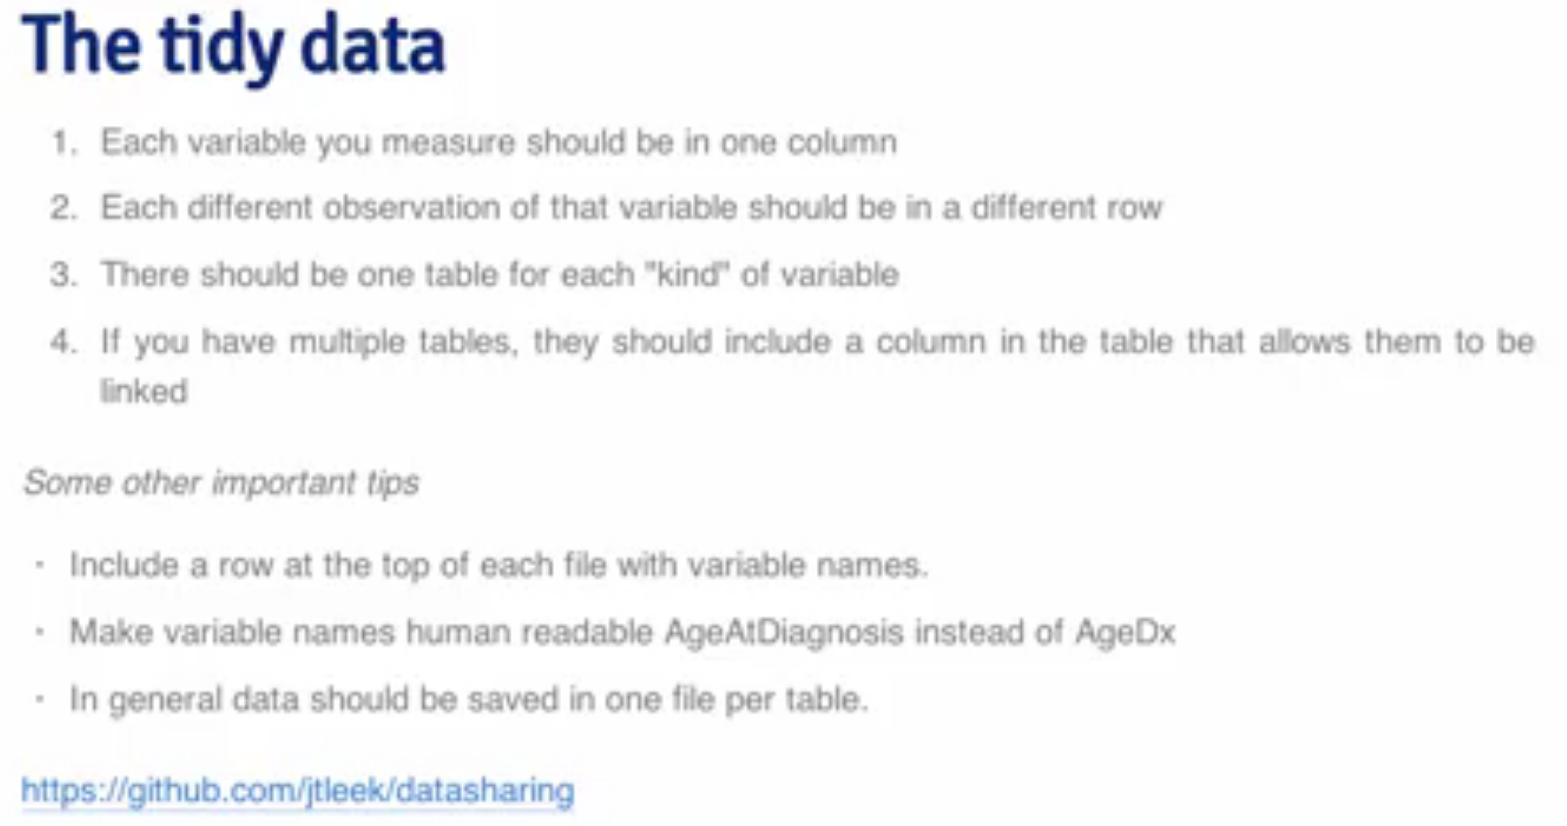 The tidy data
1. Each variable you measure should be in one column
2. Each different observation of that variable should be in a different row
3. There should be one table for each "kind" of variable
4. If you have multiple tables, they should include a column in the table that allows them to be
linked
Some other important tips
· Include a row at the top of each file with variable names.
· Make variable names human readable AgeAtDiagnosis instead of AgeDx
· In general data should be saved in one file per table.
https://github.com/jtleek/datasharing